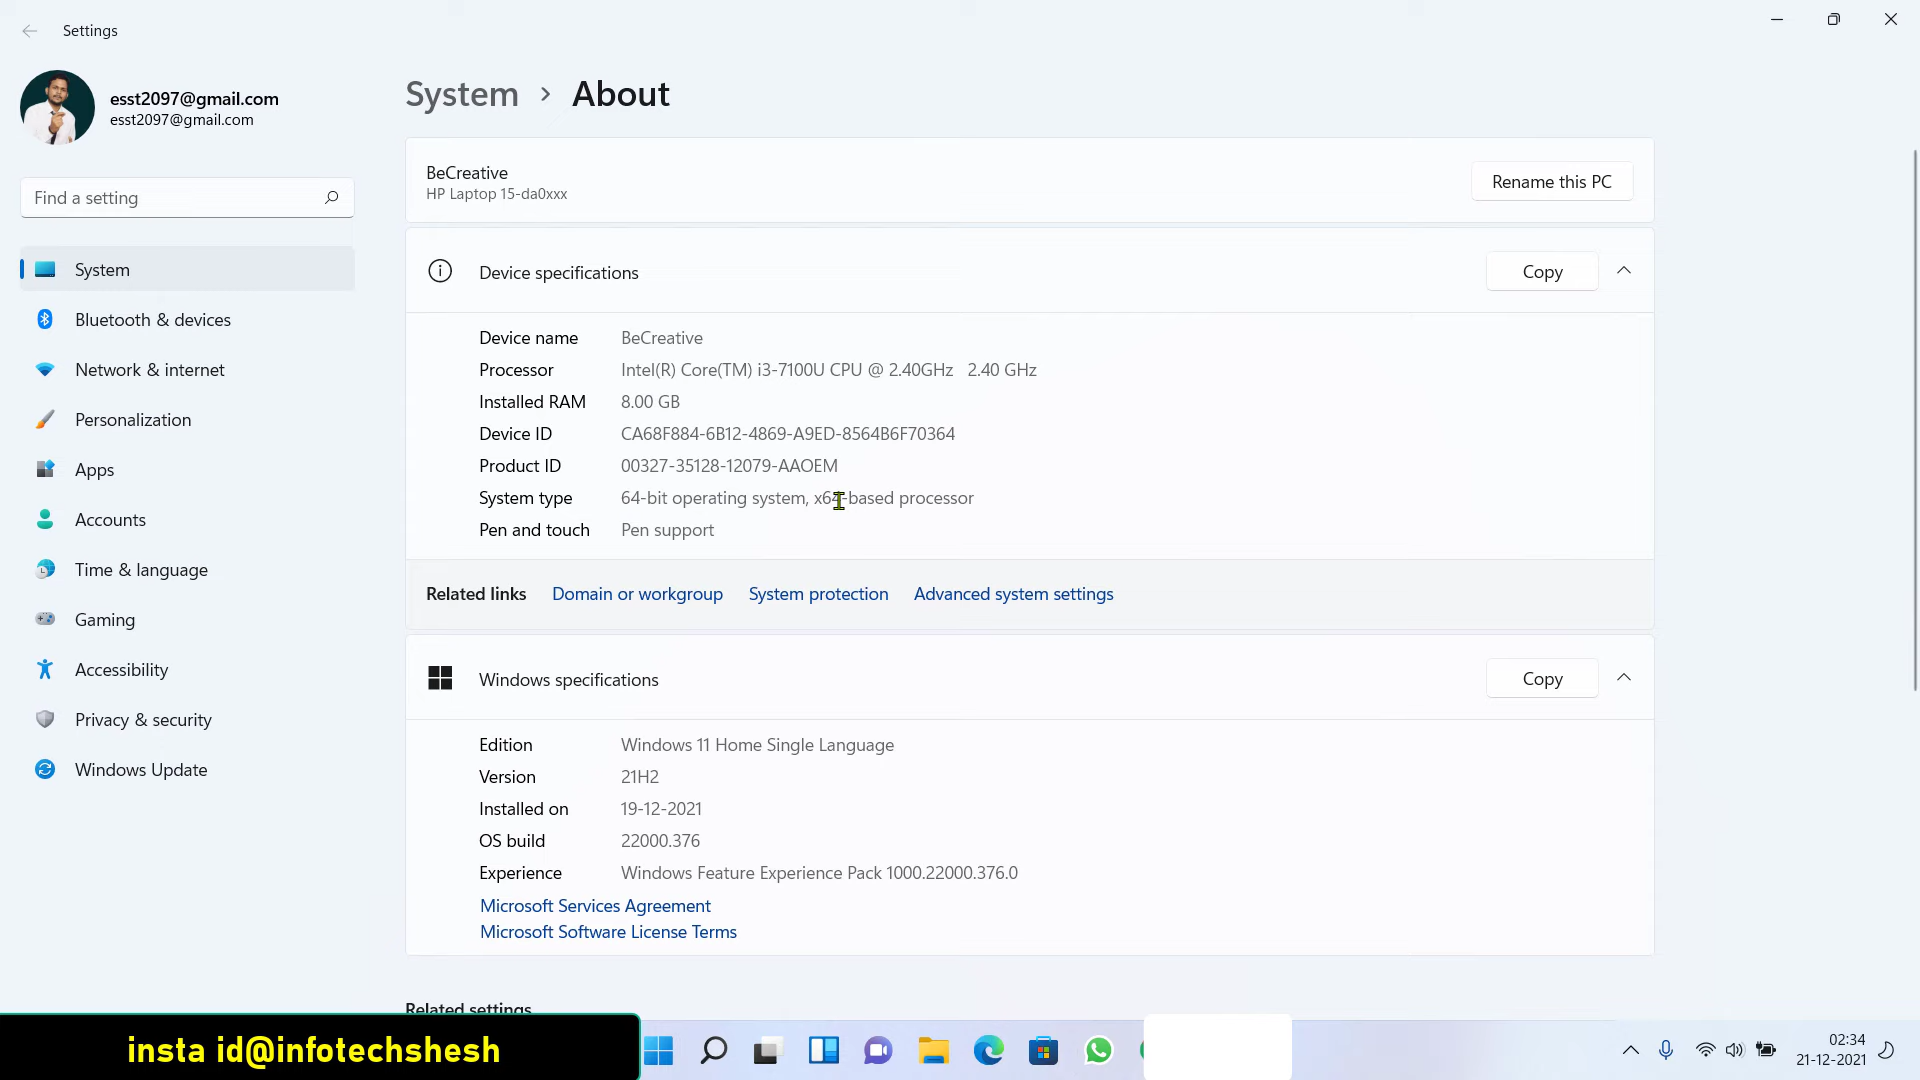 Settings
esst2097@gmail.com
esst2097@gmail.com
Find a setting
System
Bluetooth & devices
Network & internet
Personalization
Apps
Accounts
Time & language
Gaming
Accessibility
Privacy & security
Windows Update
System > About
BeCreative
HP Laptop 15-da0xxx
Rename this PC
Device specifications
Copy
Device name BeCreative
Processor Intel(R) Core(TM) i3-7100U CPU @ 2.40GHz 2.40 GHz
Installed RAM 8.00 GB
Device ID CA68F884-6B12-4869-A9ED-8564B6F70364
Product ID 00327-35128-12079-AAOEM
System type 64-bit operating system, x64-based processor
Pen and touch Pen support
Related links Domain or workgroup System protection Advanced system settings
Windows specifications
Copy
Edition Windows 11 Home Single Language
Version 21H2
Installed on 19-12-2021
OS build 22000.376
Experience Windows Feature Experience Pack 1000.22000.376.0
Microsoft Services Agreement
Microsoft Software License Terms
Related settings
insta id@infotechshesh
02:34
21-12-2021